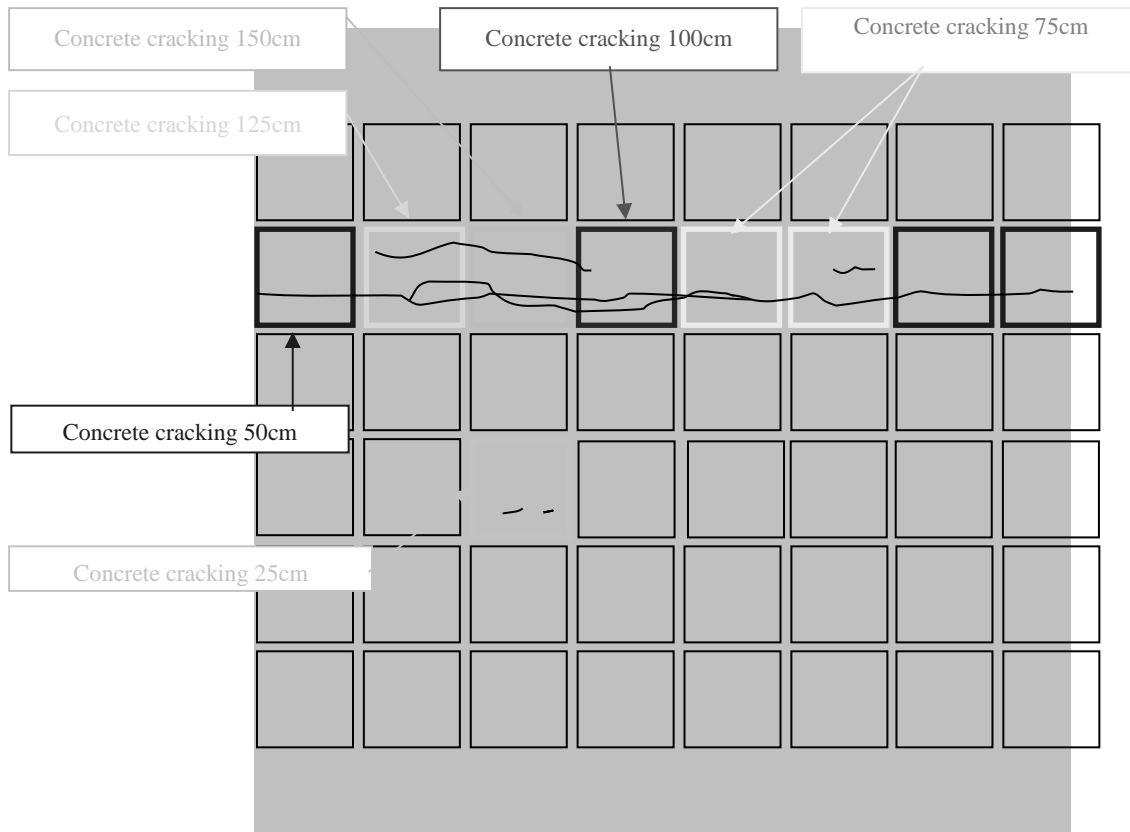 Concrete cracking 150cm
Concrete cracking 100cm
Concrete cracking 75cm
Concrete cracking 125cm
Concrete cracking 50cm
Concrete cracking 25cm